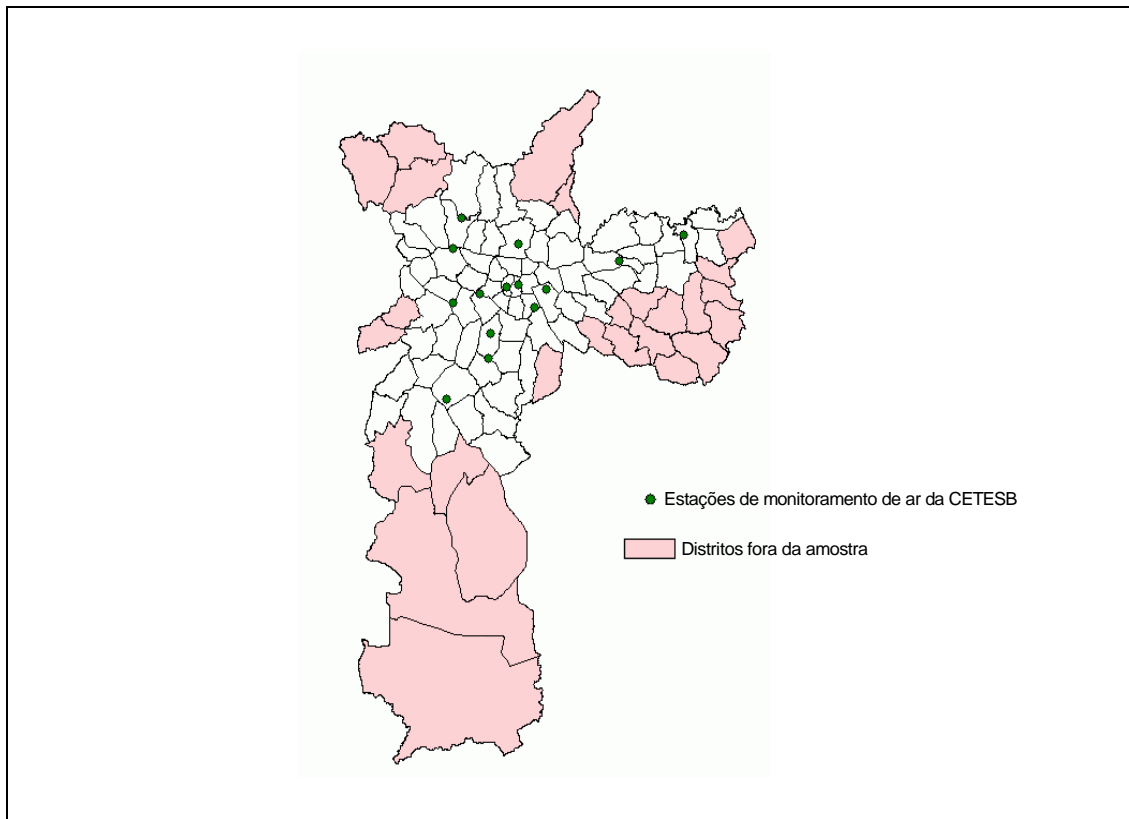 Estações de monitoramento de ar da CETESB
Distritos fora da amostra